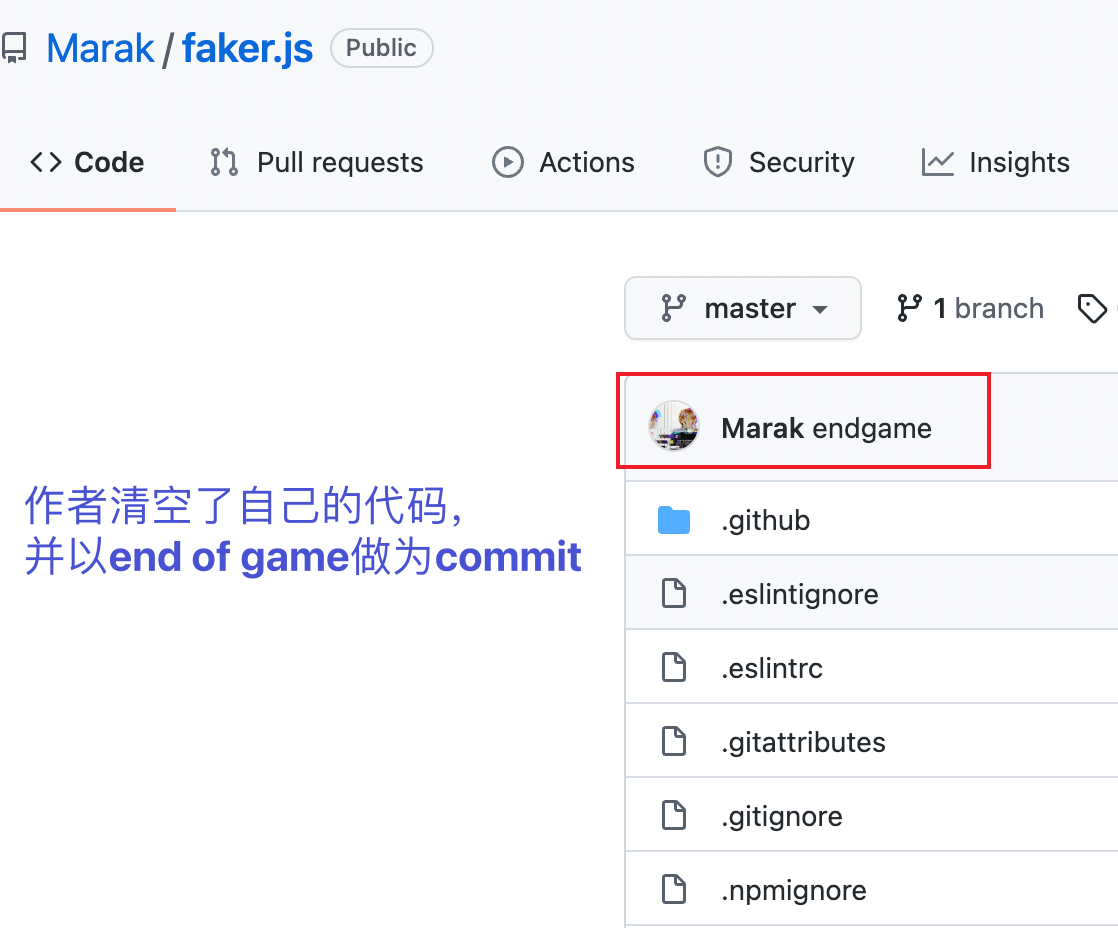 Marak / faker.js Public
Code Pull requests Actions Security Insights
master 1 branch
Marak endgame
作者清空了自己的代码，
并以end of game做为commit
.github
.eslintignore
.eslintrc
.gitattributes
.gitignore
.npmignore